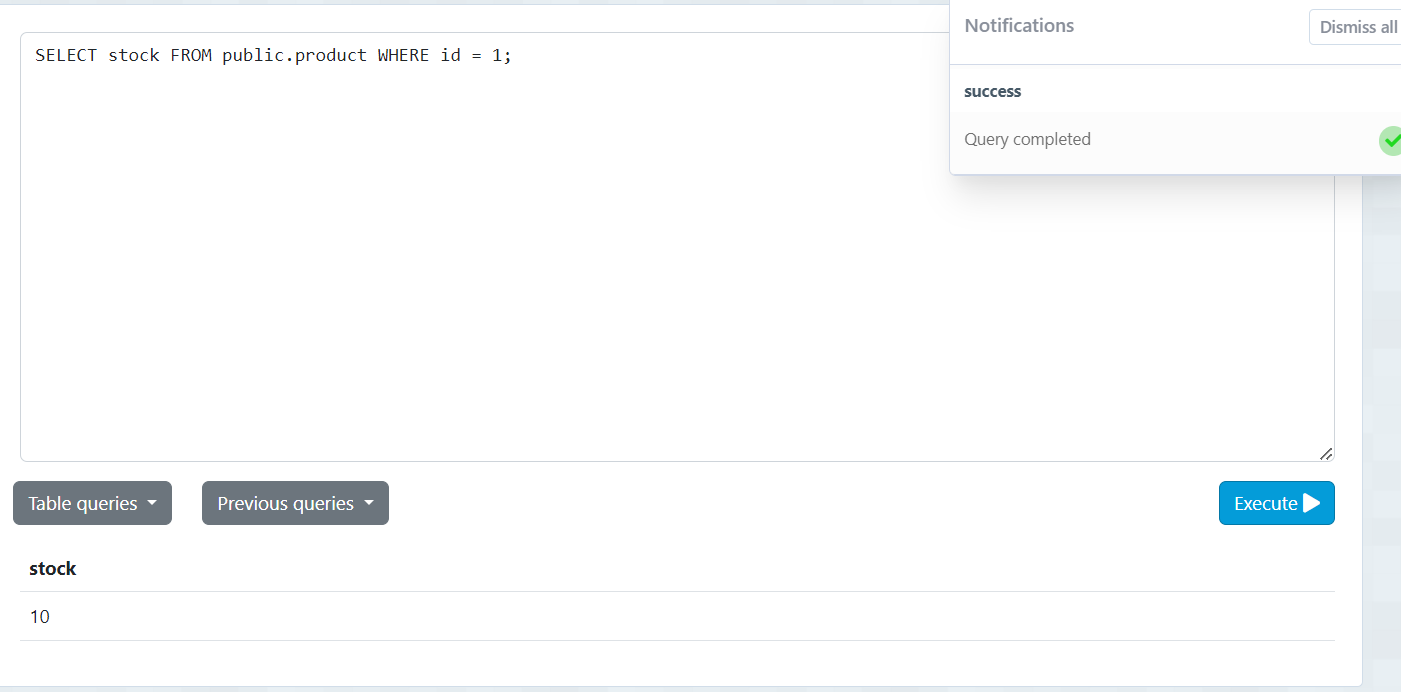 SELECT stock FROM public.product WHERE id = 1;
Notifications
Dismiss all
success
Query completed
Table queries
Previous queries
Execute
stock
10